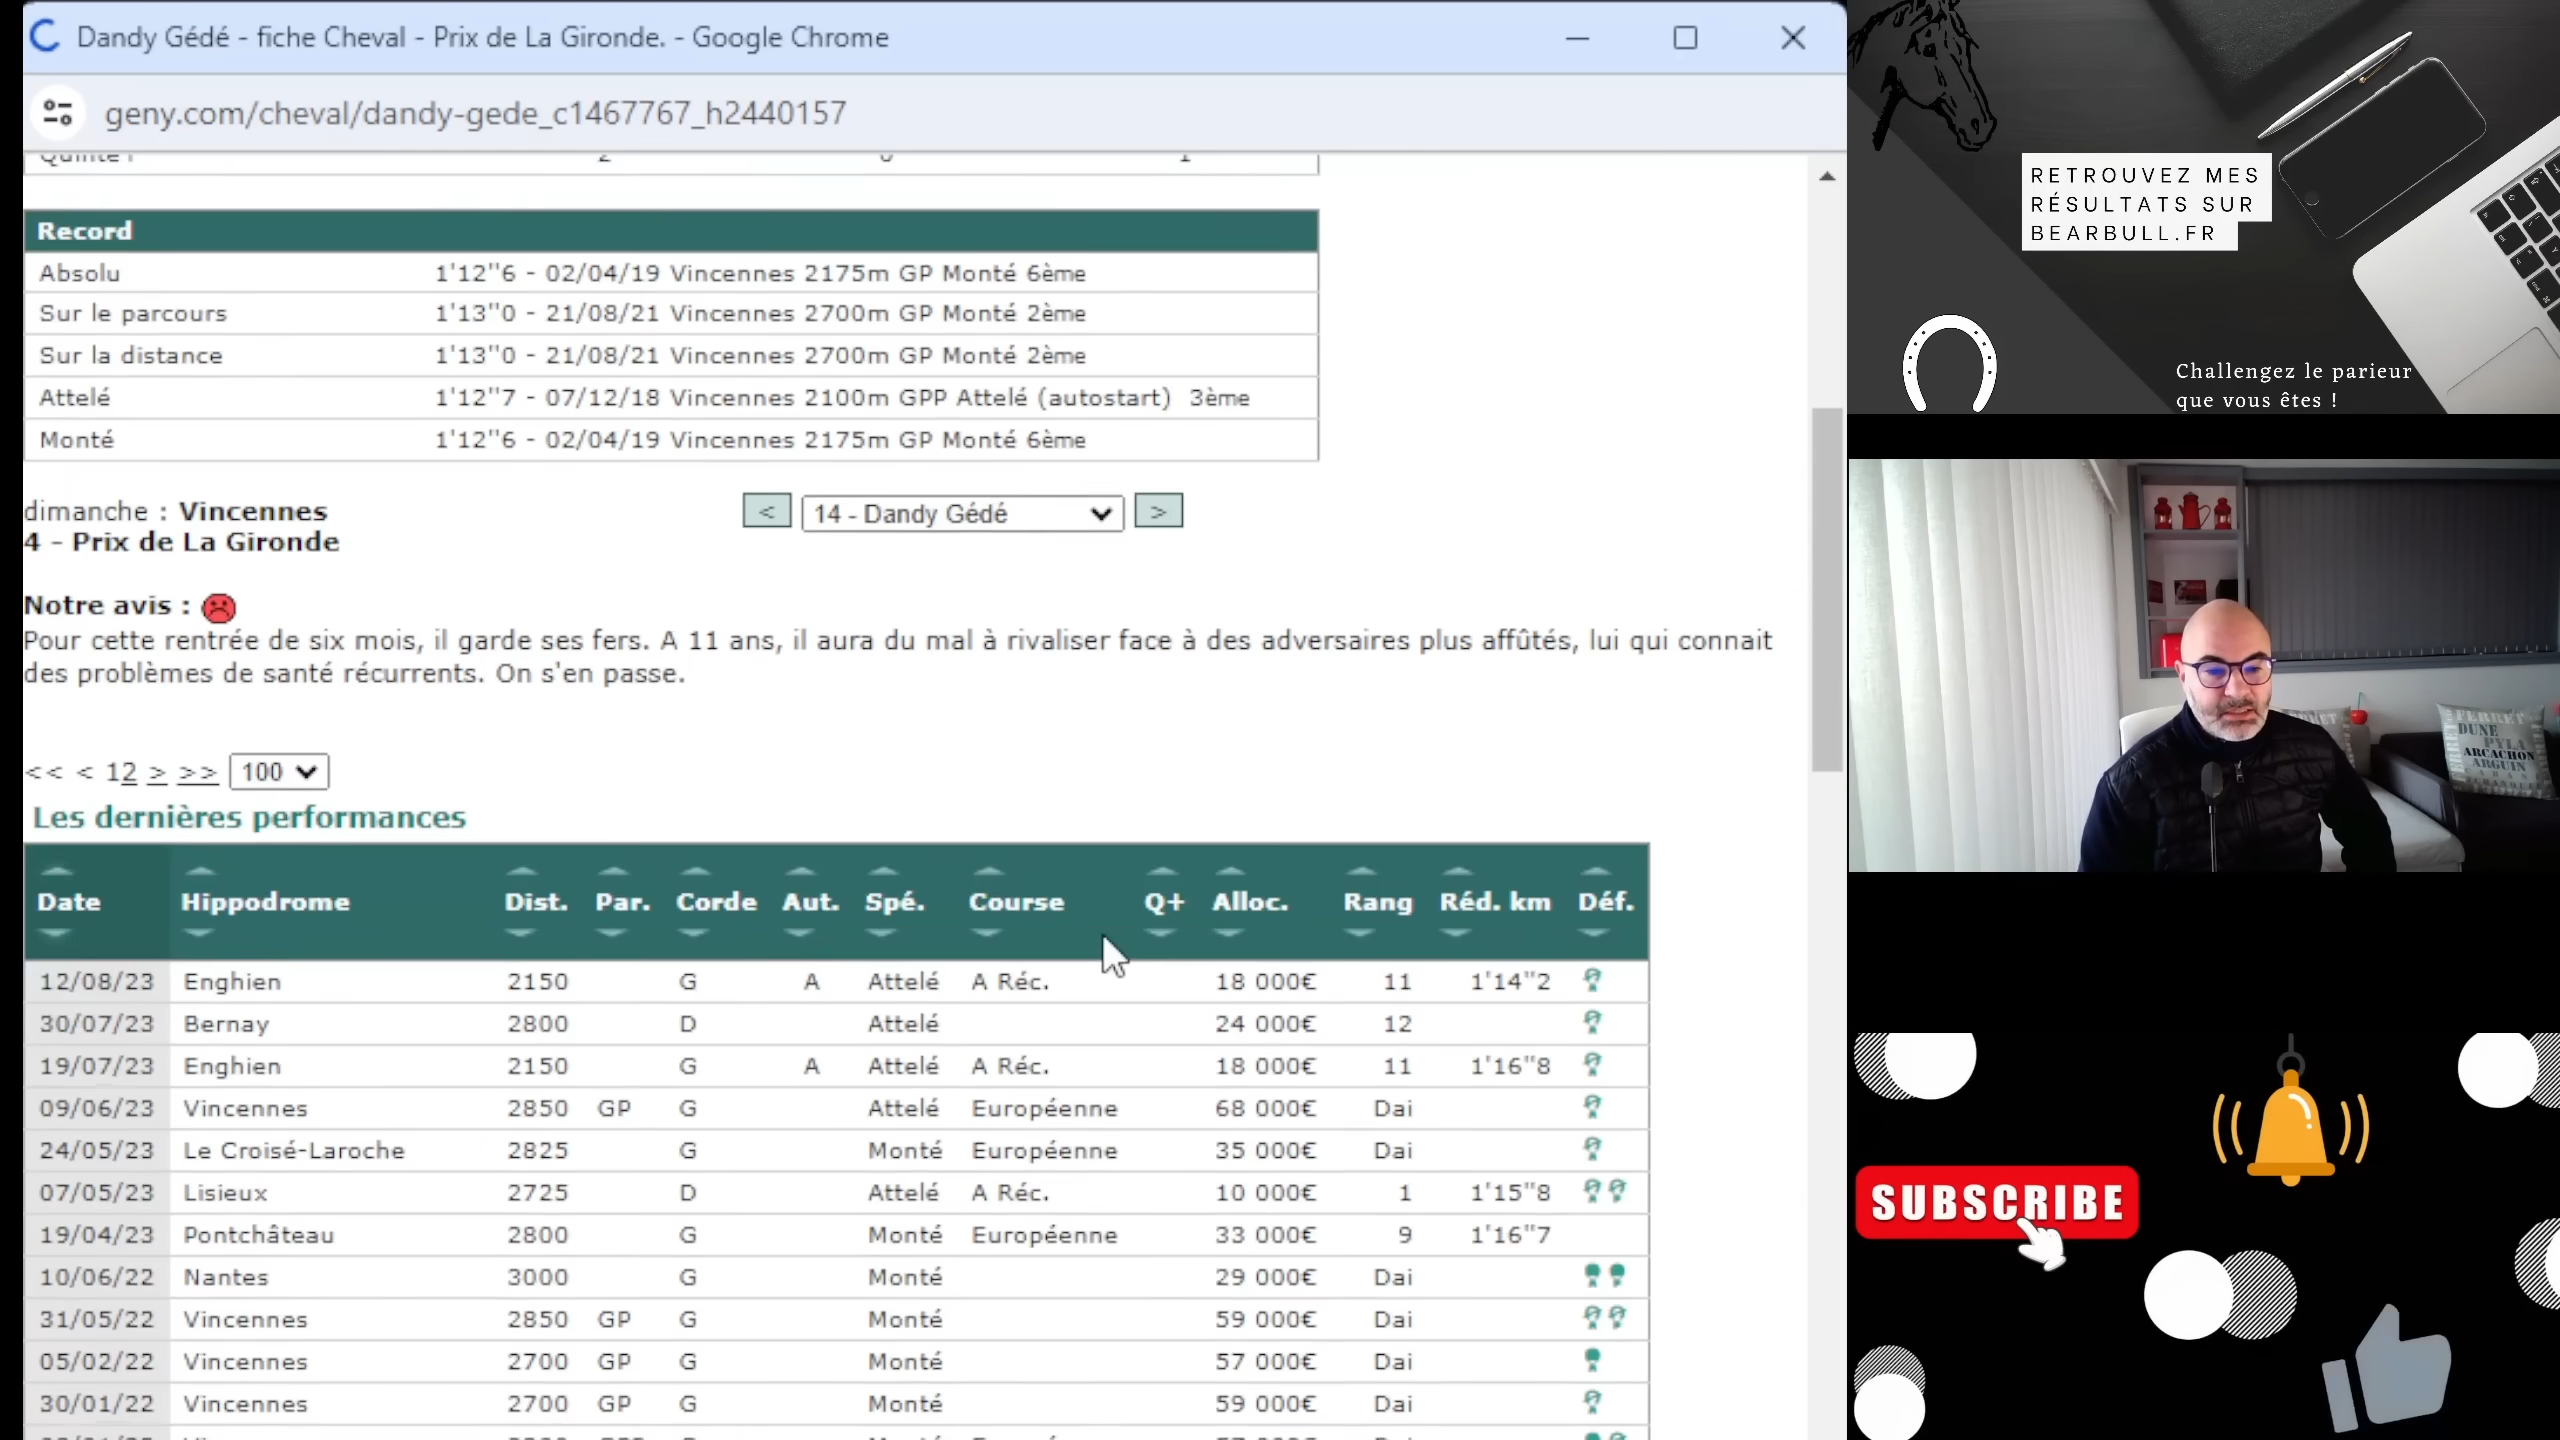 Dandy Gédé - fiche Cheval - Prix de La Gironde. - Google Chrome
geny.com/cheval/dandy-gede_c1467767_h2440157
Record
Absolu 1'12"6 - 02/04/19 Vincennes 2175m GP Monté 6ème
Sur le parcours 1'13"0 - 21/08/21 Vincennes 2700m GP Monté 2ème
Sur la distance 1'13"0 - 21/08/21 Vincennes 2700m GP Monté 2ème
Attelé 1'12"7 - 07/12/18 Vincennes 2100m GPP Attelé (autostart) 3ème
Monté 1'12"6 - 02/04/19 Vincennes 2175m GP Monté 6ème
dimanche : Vincennes
4 - Prix de La Gironde
< 14 - Dandy Gédé >
Notre avis :
Pour cette rentrée de six mois, il garde ses fers. A 11 ans, il aura du mal à rivaliser face à des adversaires plus affûtés, lui qui connait
des problèmes de santé récurrents. On s'en passe.
<< < 12 > >> 100
Les dernières performances
Date Hippodrome Dist. Par. Corde Aut. Spé. Course Q+ Alloc. Rang Réd. km Déf.
12/08/23 Enghien 2150 G A Attelé A Réc. 18 000€ 11 1'14"2
30/07/23 Bernay 2800 D Attelé 24 000€ 12
19/07/23 Enghien 2150 G A Attelé A Réc. 18 000€ 11 1'16"8
09/06/23 Vincennes 2850 GP G Attelé Européenne 68 000€ Dai
24/05/23 Le Croisé-Laroche 2825 G Monté Européenne 35 000€ Dai
07/05/23 Lisieux 2725 D Attelé A Réc. 10 000€ 1 1'15"8
19/04/23 Pontchâteau 2800 G Monté Européenne 33 000€ 9 1'16"7
10/06/22 Nantes 3000 G Monté 29 000€ Dai
31/05/22 Vincennes 2850 GP G Monté 59 000€ Dai
05/02/22 Vincennes 2700 GP G Monté 57 000€ Dai
30/01/22 Vincennes 2700 GP G Monté 59 000€ Dai
RETROUVEZ MES
RÉSULTATS SUR
BEARBULL.FR
Challengez le parieur
que vous êtes !
FERRET
DUNE
PYLA
ARCACHON
ARGUIN
SUBSCRIBE